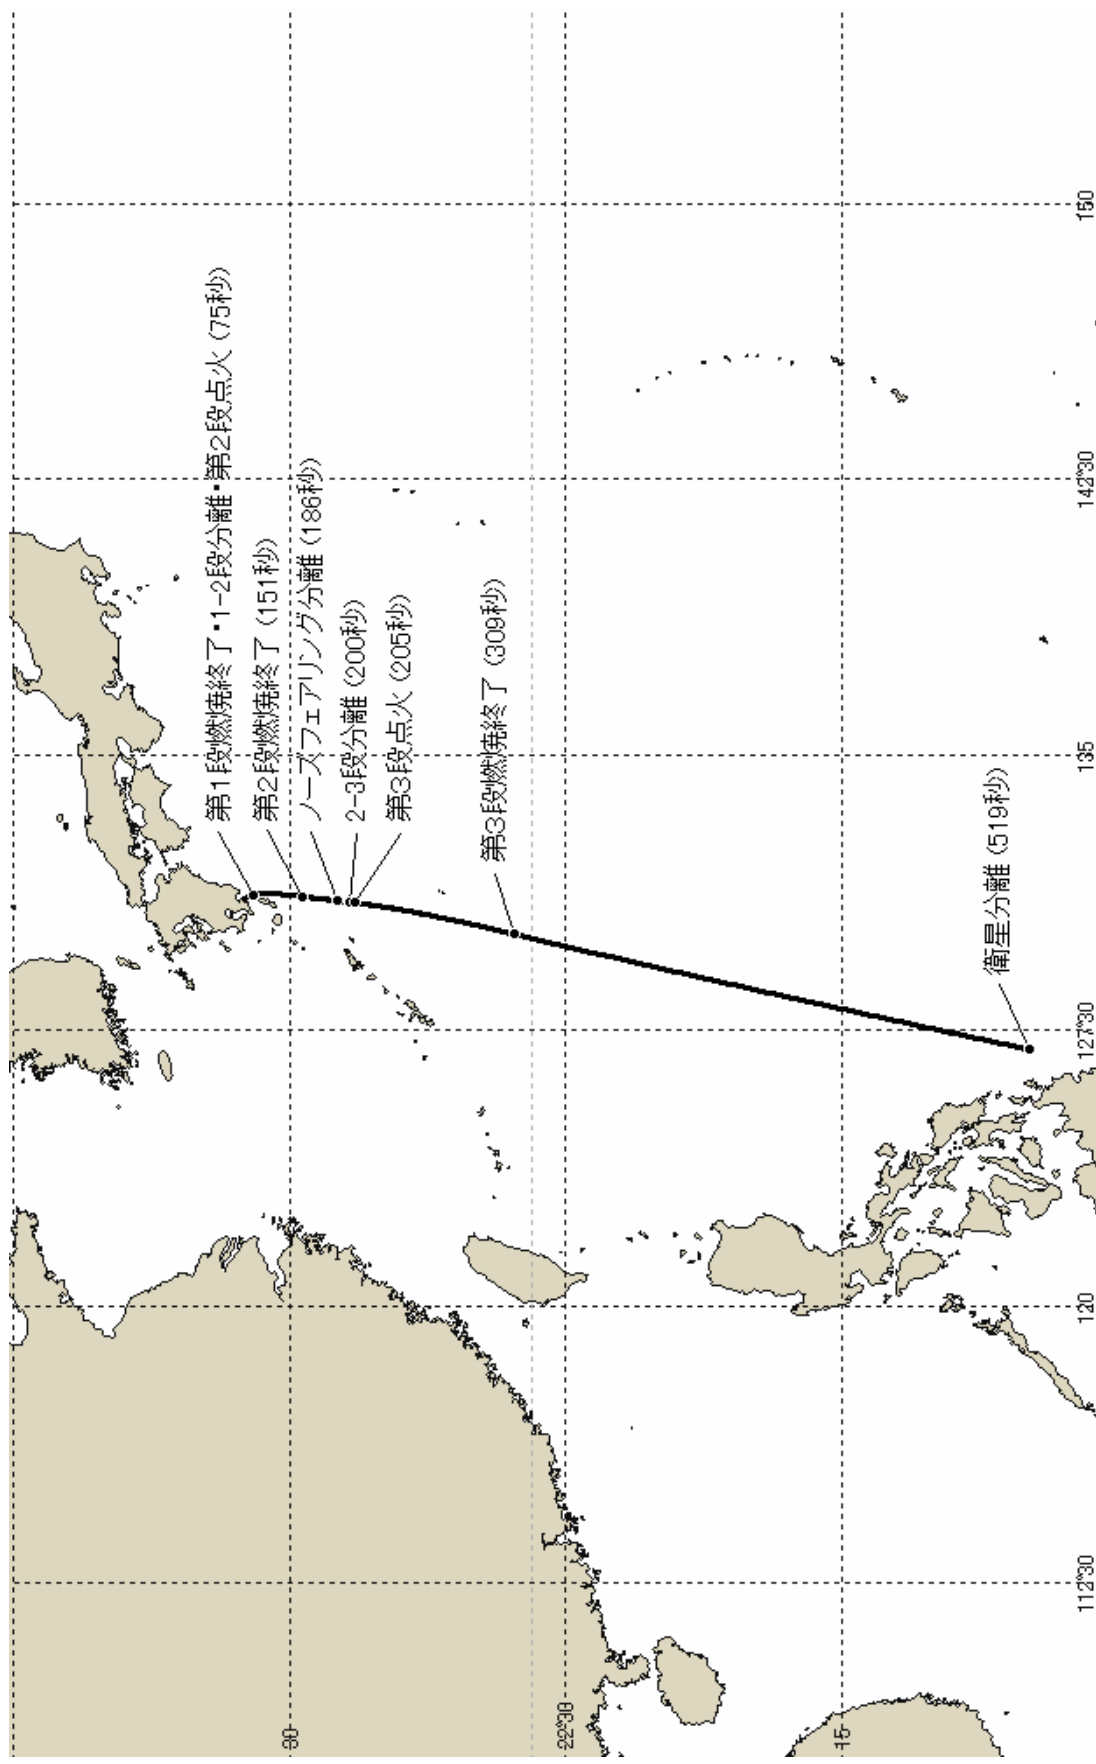 第1段燃焼終了・1-2段分離・第2段点火（75秒）
第2段燃焼終了（151秒）
ノーズフェアリング分離（186秒）
2-3段分離（200秒）
第3段点火（205秒）
第3段燃焼終了（309秒）
衛星分離（519秒）
30
22°30
15
112°30
120
127°30
135
142°30
150